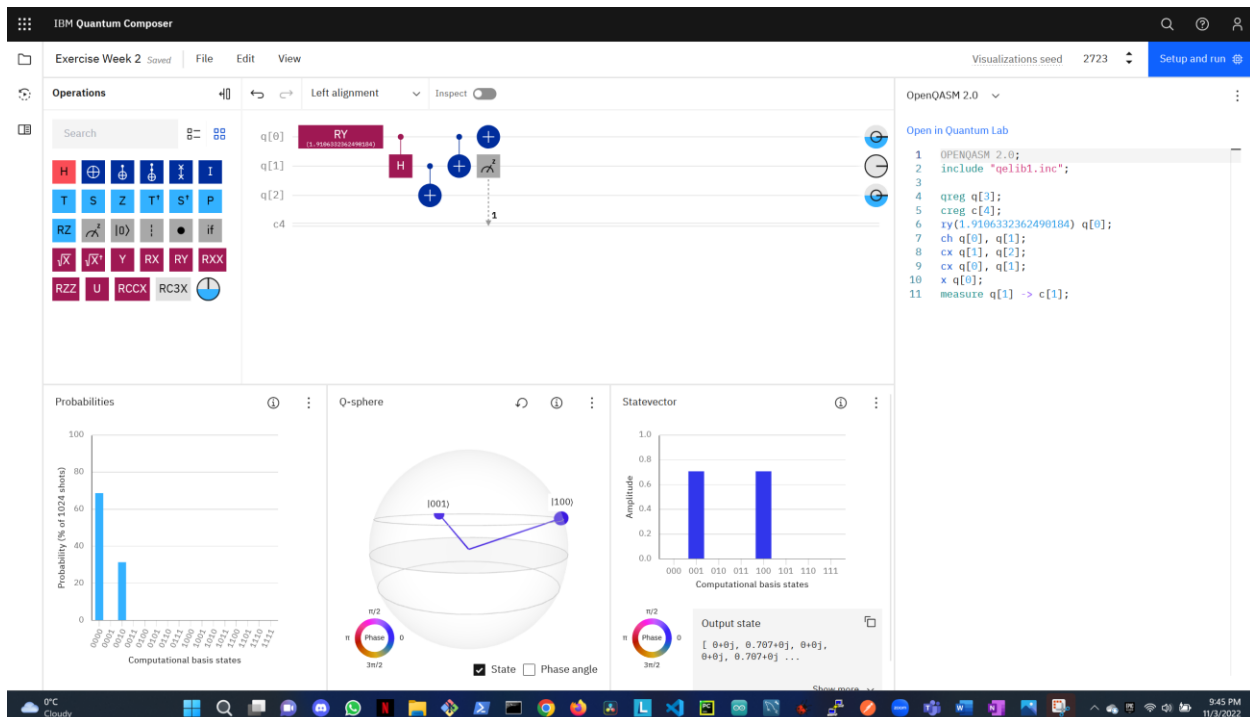 IBM Quantum Composer
Exercise Week 2 Saved File Edit View Visualizations seed 2723 Setup and run
Operations Left alignment Inspect
Search
H I
T S Z T† S† P
RZ z |0⟩ if
√X √X† Y RX RY RXX
RZZ U RCCX RC3X
q[0] RY
(1.9106332362490184)
q[1] H z
q[2]
c4 1
OpenQASM 2.0
Open in Quantum Lab
1 OPENQASM 2.0;
2 include "qelib1.inc";
3
4 qreg q[3];
5 creg c[4];
6 ry(1.9106332362490184) q[0];
7 ch q[0], q[1];
8 cx q[1], q[2];
9 cx q[0], q[1];
10 x q[0];
11 measure q[1] -> c[1];
Probabilities
100
80
60
40
20
0
Probability (% of 1024 shots)
0000 0001 0010 0011 0100 0101 0110 0111 1000 1001 1010 1011 1100 1101 1110 1111
Computational basis states
Q-sphere
|001⟩ |100⟩
π/2
π Phase 0
3π/2
State Phase angle
Statevector
1.0
0.8
0.6
0.4
0.2
0.0
Amplitude
000 001 010 011 100 101 110 111
Computational basis states
π/2
π Phase 0
3π/2
Output state
[ 0+0j, 0.707+0j, 0+0j,
0+0j, 0.707+0j ...
Show more
0°C
Cloudy
9:45 PM
11/3/2022